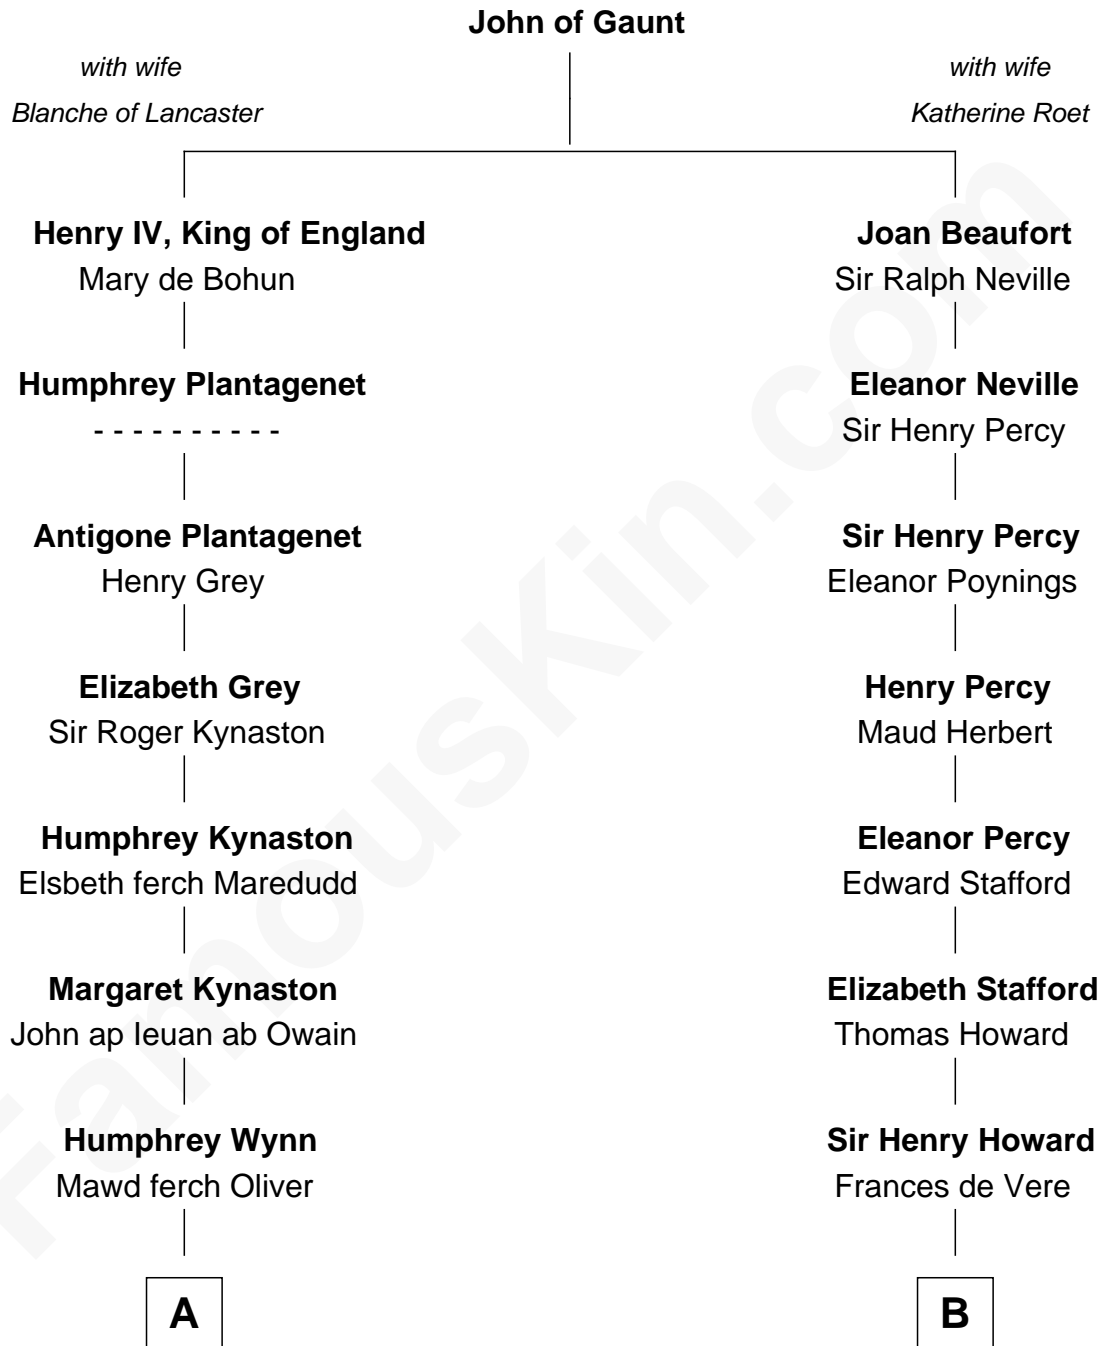 John of Gaunt
with wife
Blanche of Lancaster
with wife
Katherine Roet
Henry IV, King of England
Mary de Bohun
Joan Beaufort
Sir Ralph Neville
Humphrey Plantagenet
- - - - - - - - - -
Eleanor Neville
Sir Henry Percy
Antigone Plantagenet
Henry Grey
Sir Henry Percy
Eleanor Poynings
Elizabeth Grey
Sir Roger Kynaston
Henry Percy
Maud Herbert
Humphrey Kynaston
Elsbeth ferch Maredudd
Eleanor Percy
Edward Stafford
Margaret Kynaston
John ap Ieuan ab Owain
Elizabeth Stafford
Thomas Howard
Humphrey Wynn
Mawd ferch Oliver
Sir Henry Howard
Frances de Vere
A
B
FamousKin.com